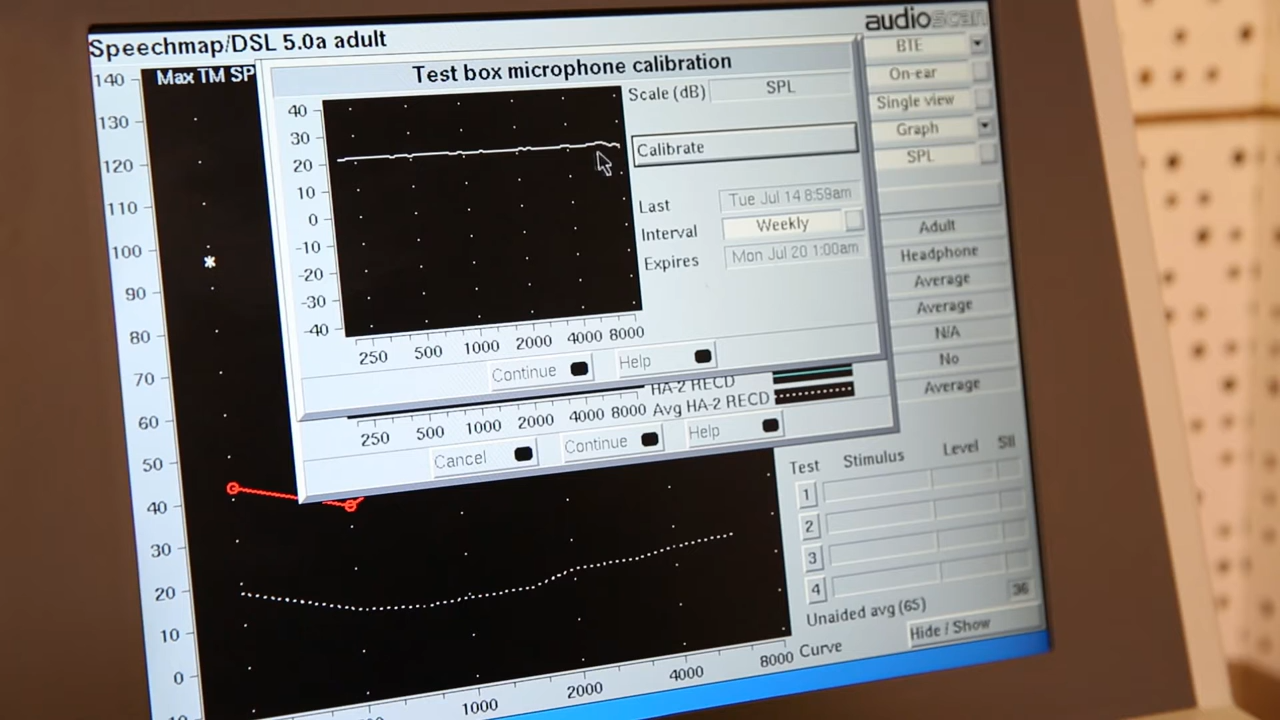 audioscan
Speechmap/DSL 5.0a adult
Max TM SP
140
130
120
110
100
90
80
70
60
50
40
30
20
10
0
1000
2000
4000
8000
Test box microphone calibration
40
30
20
10
0
-10
-20
-30
-40
250 500 1000 2000 4000 8000
Scale (dB) SPL
Calibrate
Last Tue Jul 14 8:59am
Interval Weekly
Expires Mon Jul 20 1:00am
Continue Help
HA-2 RECD
250 500 1000 2000 4000 8000 Avg HA-2 RECD
Cancel Continue Help
BTE
On-ear
Single view
Graph
SPL
Adult
Headphone
Average
Average
N/A
No
Average
Test Stimulus Level SII
1
2
3
4
Unaided avg (65) 36
Curve Hide / Show